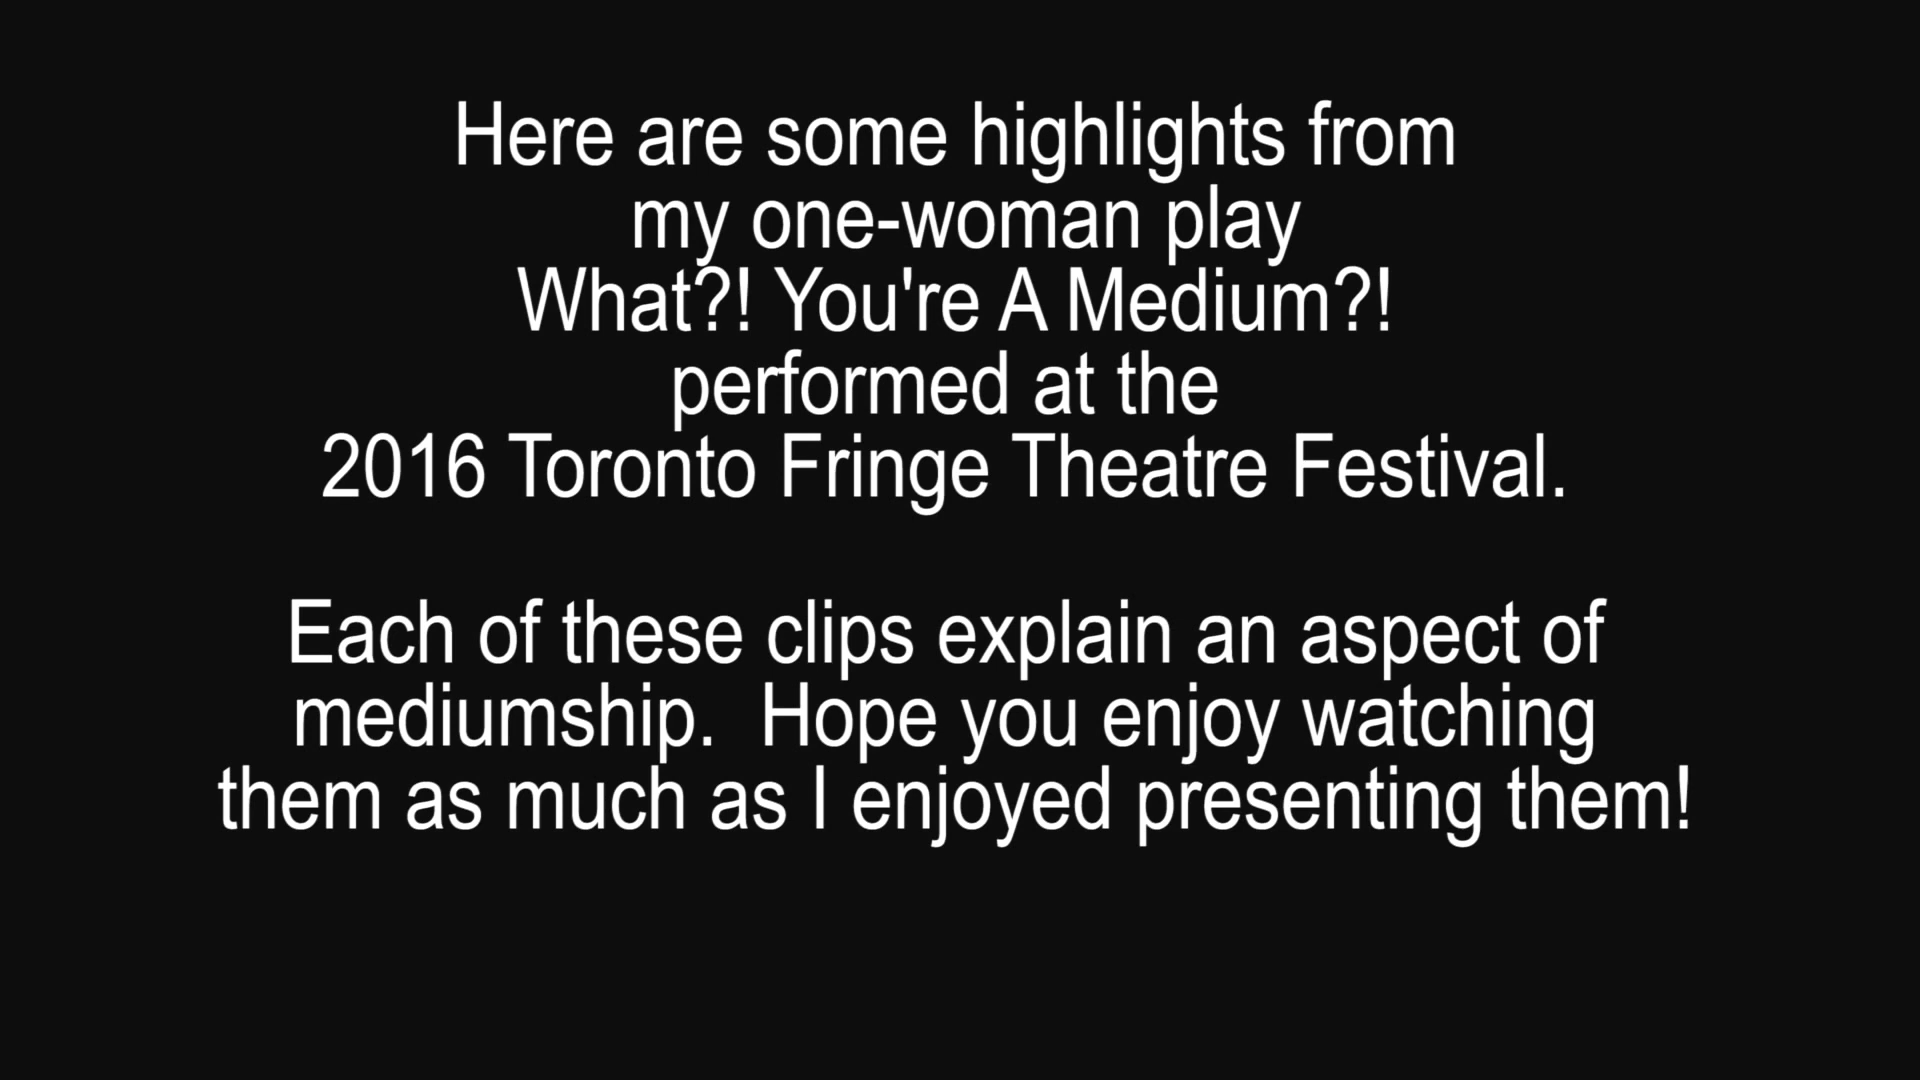 Here are some highlights from
my one-woman play
What?! You're A Medium?!
performed at the
2016 Toronto Fringe Theatre Festival.
Each of these clips explain an aspect of
mediumship.  Hope you enjoy watching
them as much as I enjoyed presenting them!